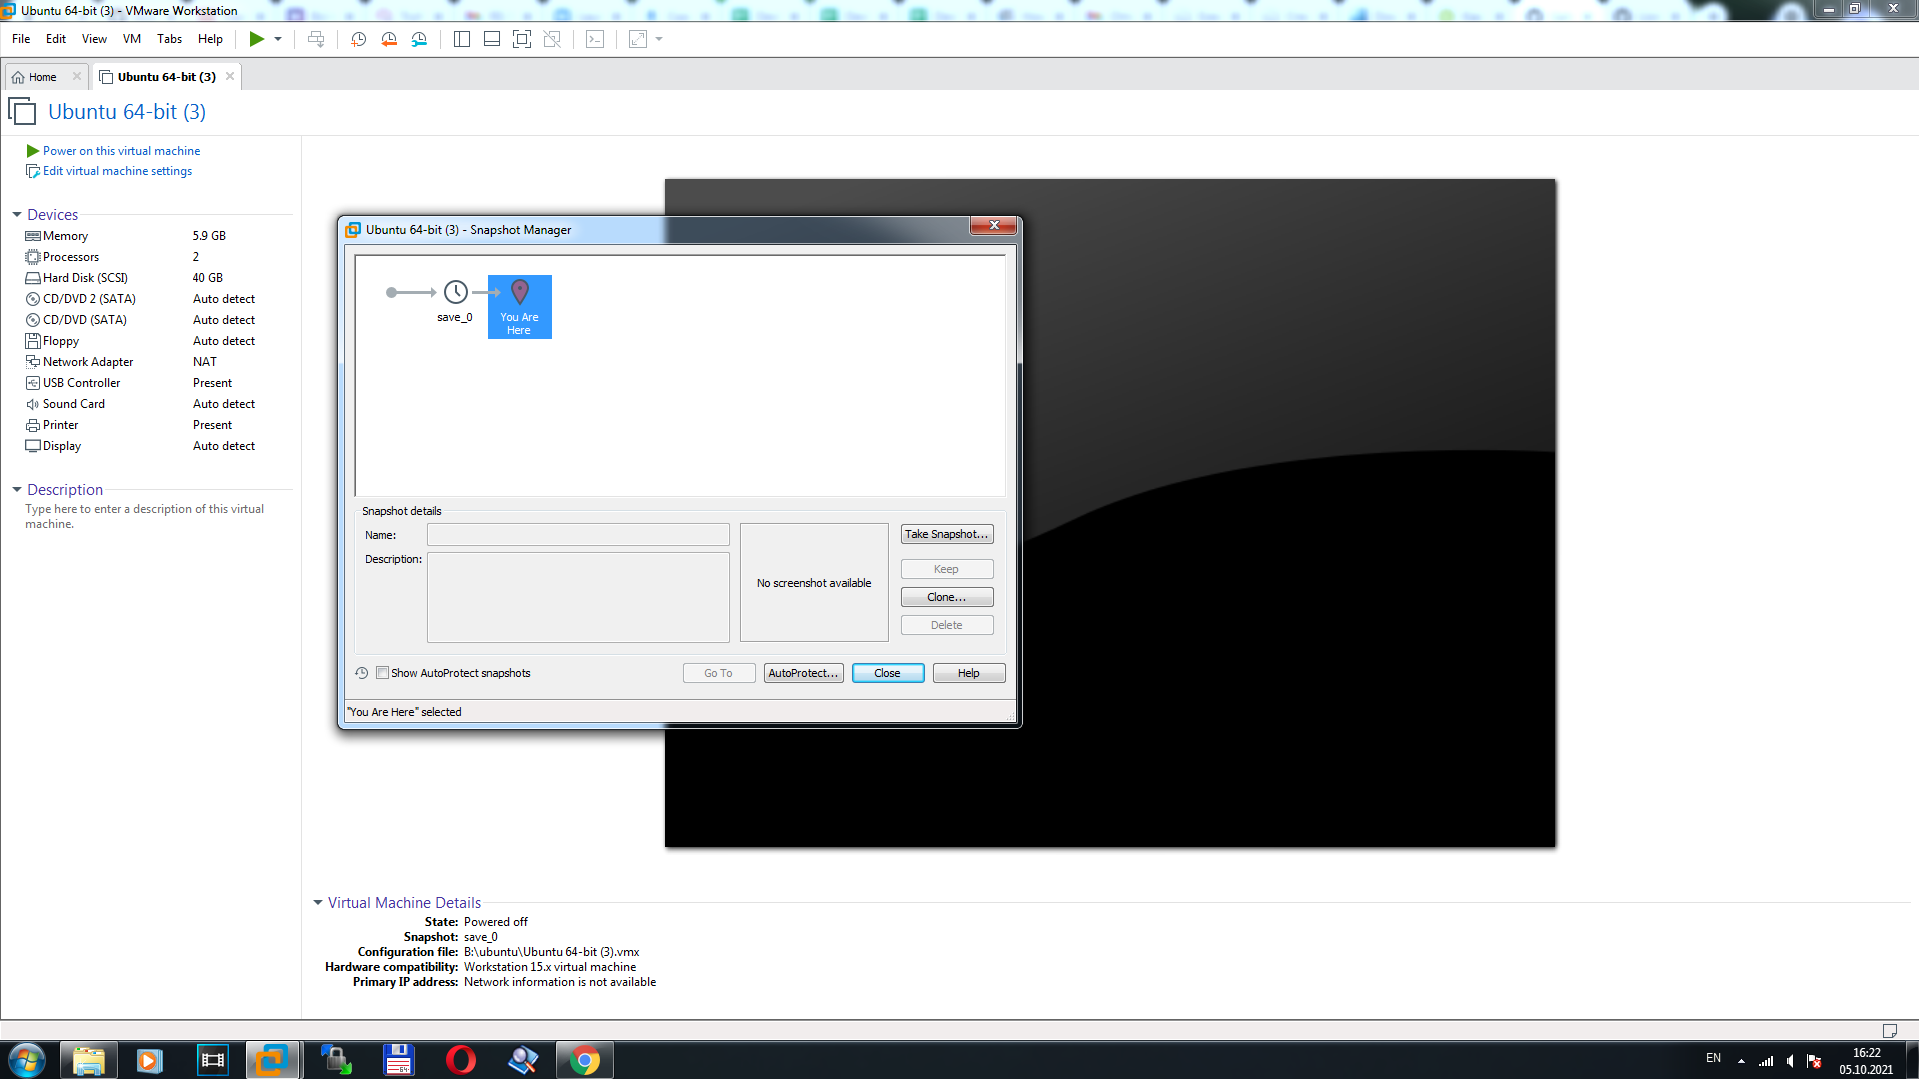 Ubuntu 64-bit (3) - VMware Workstation
File Edit View VM Tabs Help
Home Ubuntu 64-bit (3)
Ubuntu 64-bit (3)
Power on this virtual machine
Edit virtual machine settings
Devices
Memory 5.9 GB
Processors 2
Hard Disk (SCSI) 40 GB
CD/DVD 2 (SATA) Auto detect
CD/DVD (SATA) Auto detect
Floppy Auto detect
Network Adapter NAT
USB Controller Present
Sound Card Auto detect
Printer Present
Display Auto detect
Description
Type here to enter a description of this virtual
machine.
Ubuntu 64-bit (3) - Snapshot Manager
save_0
You Are
Here
Snapshot details
Name:
Description:
No screenshot available
Take Snapshot...
Keep
Clone...
Delete
Show AutoProtect snapshots
Go To AutoProtect... Close Help
"You Are Here" selected
Virtual Machine Details
State: Powered off
Snapshot: save_0
Configuration file: B:\ubuntu\Ubuntu 64-bit (3).vmx
Hardware compatibility: Workstation 15.x virtual machine
Primary IP address: Network information is not available
EN
16:22
05.10.2021